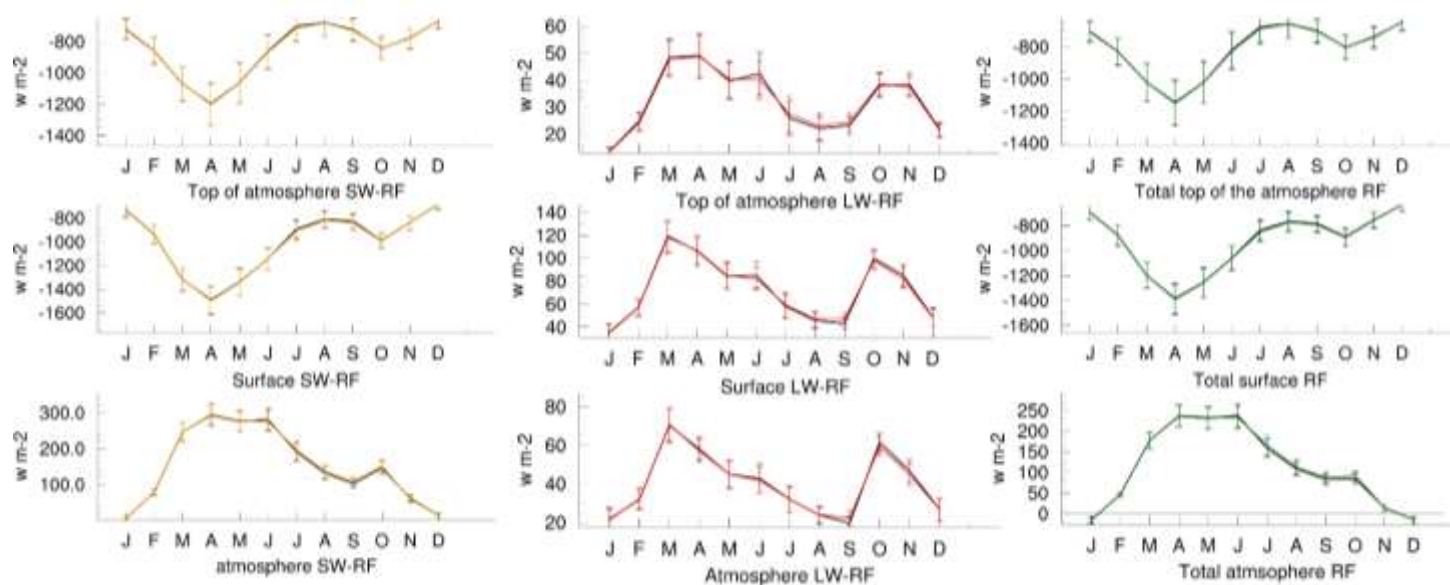 w m-2
-800
-1000
-1200
-1400
J F M A M J J A S O N D
Top of atmosphere SW-RF
w m-2
60
50
40
30
20
J F M A M J J A S O N D
Top of atmosphere LW-RF
w m-2
-800
-1000
-1200
-1400
J F M A M J J A S O N D
Total top of the atmosphere RF
w m-2
-800
-1000
-1200
-1400
-1600
J F M A M J J A S O N D
Surface SW-RF
w m-2
140
120
100
80
60
40
J F M A M J J A S O N D
Surface LW-RF
w m-2
-800
-1000
-1200
-1400
-1600
J F M A M J J A S O N D
Total surface RF
w m-2
300.0
200.0
100.0
J F M A M J J A S O N D
atmosphere SW-RF
w m-2
80
60
40
20
J F M A M J J A S O N D
Atmosphere LW-RF
w m-2
250
200
150
100
50
0
J F M A M J J A S O N D
Total atmsophere RF